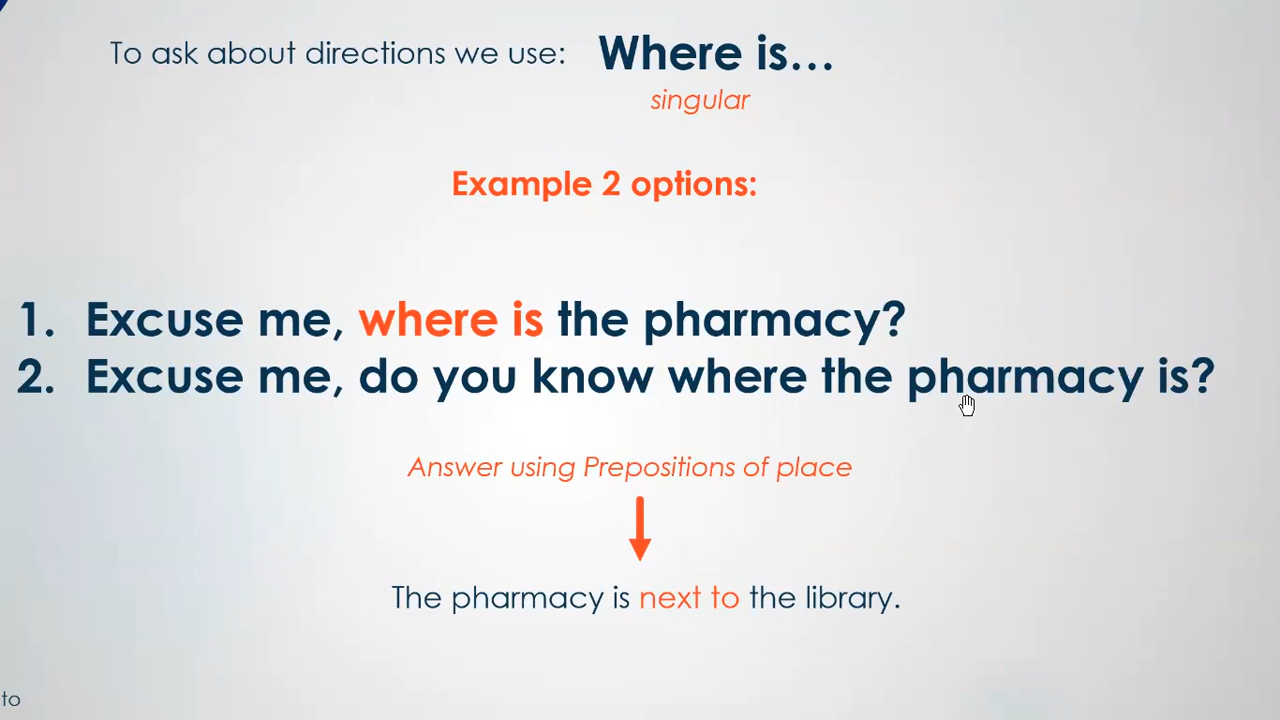 To ask about directions we use: Where is...
singular
Example 2 options:
1. Excuse me, where is the pharmacy?
2. Excuse me, do you know where the pharmacy is?
Answer using Prepositions of place
The pharmacy is next to the library.
to